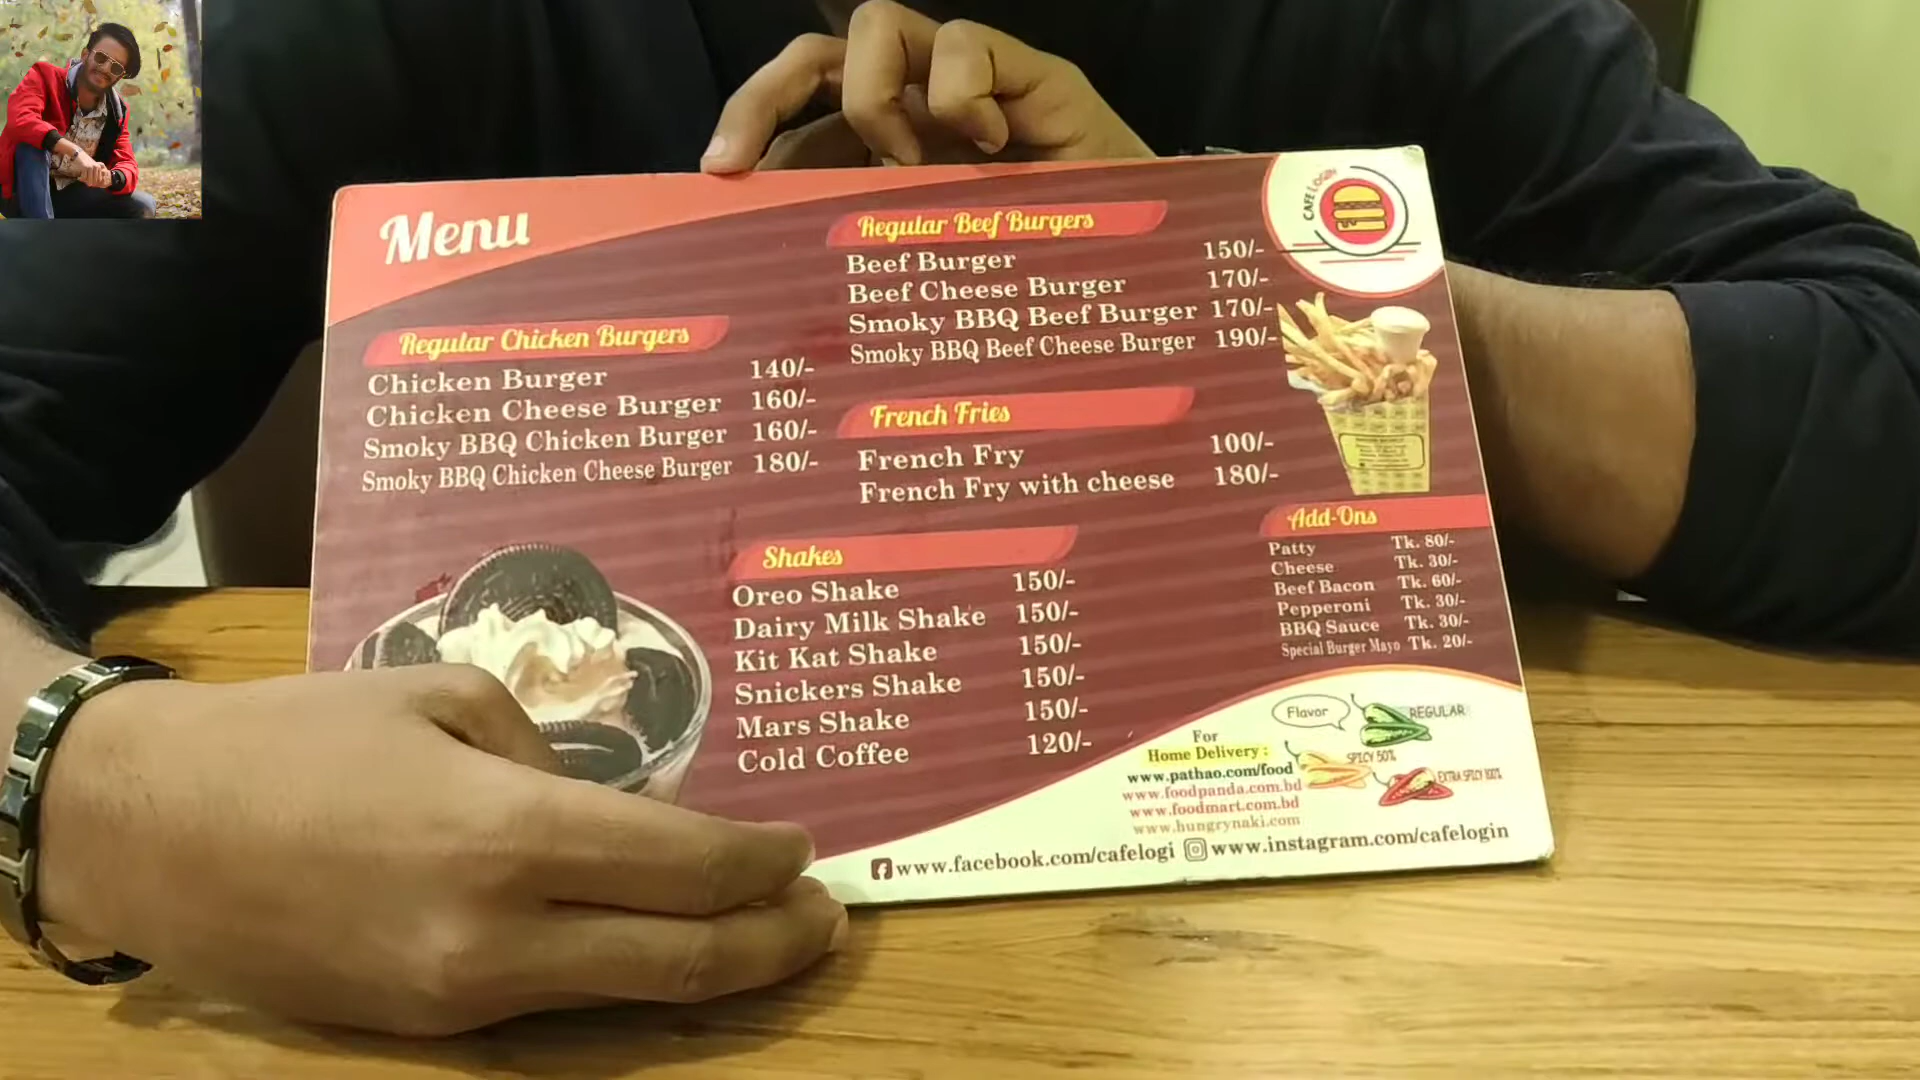 Menu
CAFE LOGIN
Regular Chicken Burgers
Chicken Burger 140/-
Chicken Cheese Burger 160/-
Smoky BBQ Chicken Burger 160/-
Smoky BBQ Chicken Cheese Burger 180/-
Regular Beef Burgers
Beef Burger 150/-
Beef Cheese Burger 170/-
Smoky BBQ Beef Burger 170/-
Smoky BBQ Beef Cheese Burger 190/-
French Fries
French Fry 100/-
French Fry with cheese 180/-
Shakes
Oreo Shake 150/-
Dairy Milk Shake 150/-
Kit Kat Shake 150/-
Snickers Shake 150/-
Mars Shake 150/-
Cold Coffee 120/-
Add-Ons
Patty Tk. 80/-
Cheese Tk. 30/-
Beef Bacon Tk. 60/-
Pepperoni Tk. 30/-
BBQ Sauce Tk. 30/-
Special Burger Mayo Tk. 20/-
Flavor
REGULAR
SPICY 50%
EXTRA SPICY 100%
For
Home Delivery :
www.pathao.com/food
www.foodpanda.com.bd
www.foodmart.com.bd
www.hungrynaki.com
www.facebook.com/cafelogi www.instagram.com/cafelogin